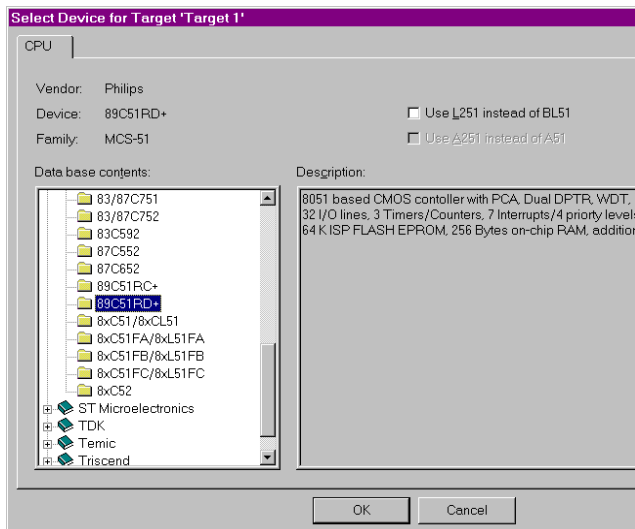 Select Device for Target 'Target 1'
CPU
Vendor: Philips
Device: 89C51RD+
Use L251 instead of BL51
Family: MCS-51
Use A251 instead of A51
Data base contents:
Description:
83/87C751
83/87C752
83C592
87C552
87C652
89C51RC+
89C51RD+
8xC51/8xCL51
8xC51FA/8xL51FA
8xC51FB/8xL51FB
8xC51FC/8xL51FC
8xC52
ST Microelectronics
TDK
Temic
Triscend
8051 based CMOS contoller with PCA, Dual DPTR, WDT,
32 I/O lines, 3 Timers/Counters, 7 Interrupts/4 priorty levels
64 K ISP FLASH EPROM, 256 Bytes on-chip RAM, addition
OK
Cancel